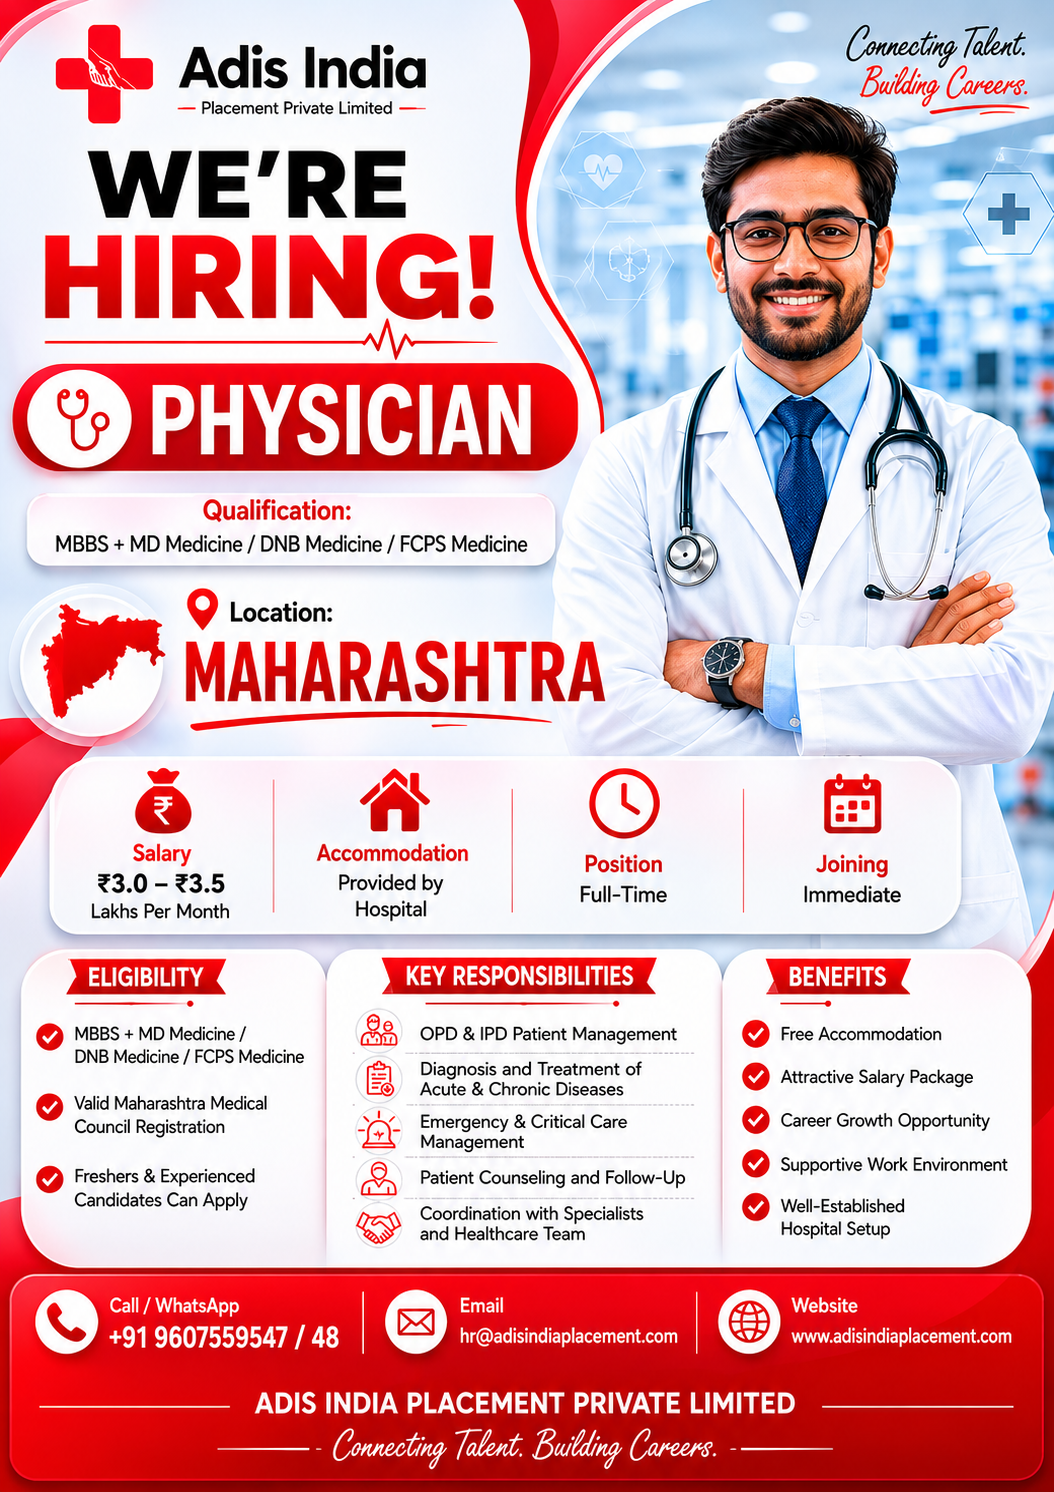 Adis India
Placement Private Limited
Connecting Talent.
Building Careers.
WE'RE
HIRING!
PHYSICIAN
Qualification:
MBBS + MD Medicine / DNB Medicine / FCPS Medicine
Location:
MAHARASHTRA
Salary
₹3.0 – ₹3.5
Lakhs Per Month
Accommodation
Provided by
Hospital
Position
Full-Time
Joining
Immediate
ELIGIBILITY
MBBS + MD Medicine /
DNB Medicine / FCPS Medicine
Valid Maharashtra Medical
Council Registration
Freshers & Experienced
Candidates Can Apply
KEY RESPONSIBILITIES
OPD & IPD Patient Management
Diagnosis and Treatment of
Acute & Chronic Diseases
Emergency & Critical Care
Management
Patient Counseling and Follow-Up
Coordination with Specialists
and Healthcare Team
BENEFITS
Free Accommodation
Attractive Salary Package
Career Growth Opportunity
Supportive Work Environment
Well-Established
Hospital Setup
Call / WhatsApp
+91 9607559547 / 48
Email
hr@adisindiaplacement.com
Website
www.adisindiaplacement.com
ADIS INDIA PLACEMENT PRIVATE LIMITED
Connecting Talent. Building Careers.